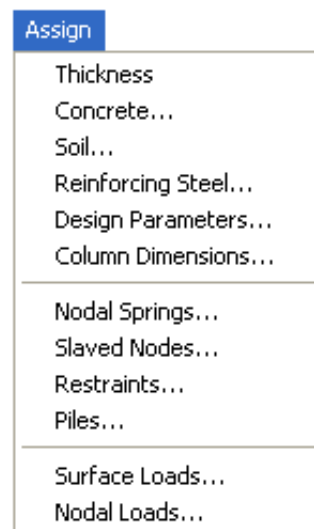 Assign
Thickness
Concrete...
Soil...
Reinforcing Steel...
Design Parameters...
Column Dimensions...
Nodal Springs...
Slaved Nodes...
Restraints...
Piles...
Surface Loads...
Nodal Loads...